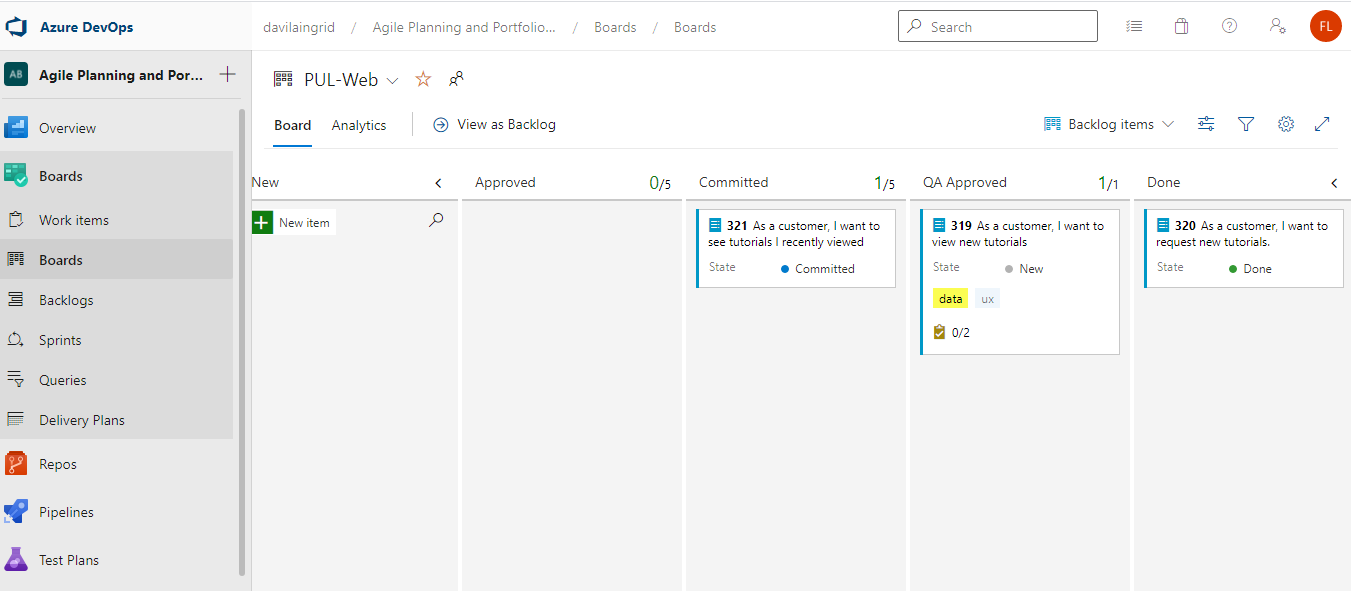 Azure DevOps
davilaingrid / Agile Planning and Portfolio... / Boards / Boards
Search
FL
AB Agile Planning and Por...
Overview
Boards
Work items
Boards
Backlogs
Sprints
Queries
Delivery Plans
Repos
Pipelines
Test Plans
PUL-Web
Board Analytics View as Backlog
Backlog items
New
New item
Approved 0/5
Committed 1/5
321 As a customer, I want to
see tutorials I recently viewed
State Committed
QA Approved 1/1
319 As a customer, I want to
view new tutorials
State New
data ux
0/2
Done
320 As a customer, I want to
request new tutorials.
State Done